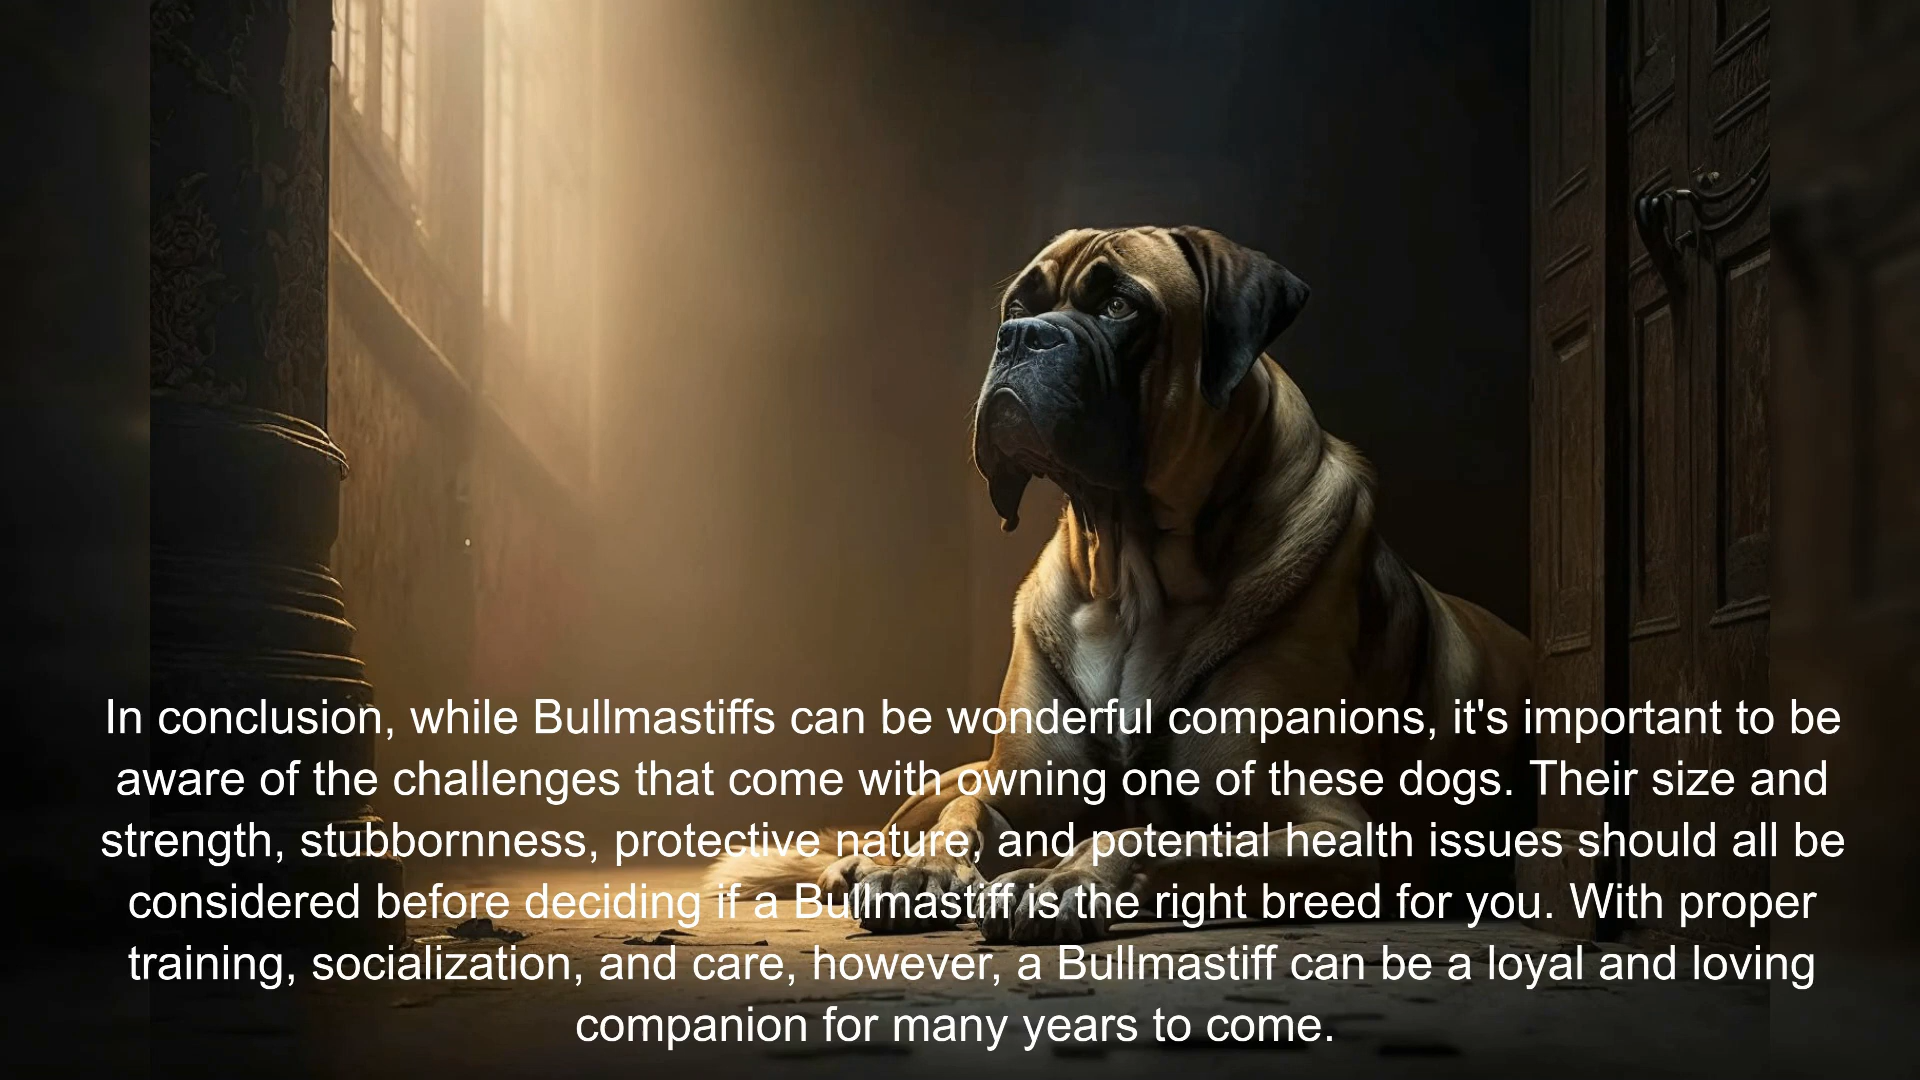 In conclusion, while Bullmastiffs can be wonderful companions, it's important to be
aware of the challenges that come with owning one of these dogs. Their size and
strength, stubbornness, protective nature, and potential health issues should all be
considered before deciding if a Bullmastiff is the right breed for you. With proper
training, socialization, and care, however, a Bullmastiff can be a loyal and loving
companion for many years to come.